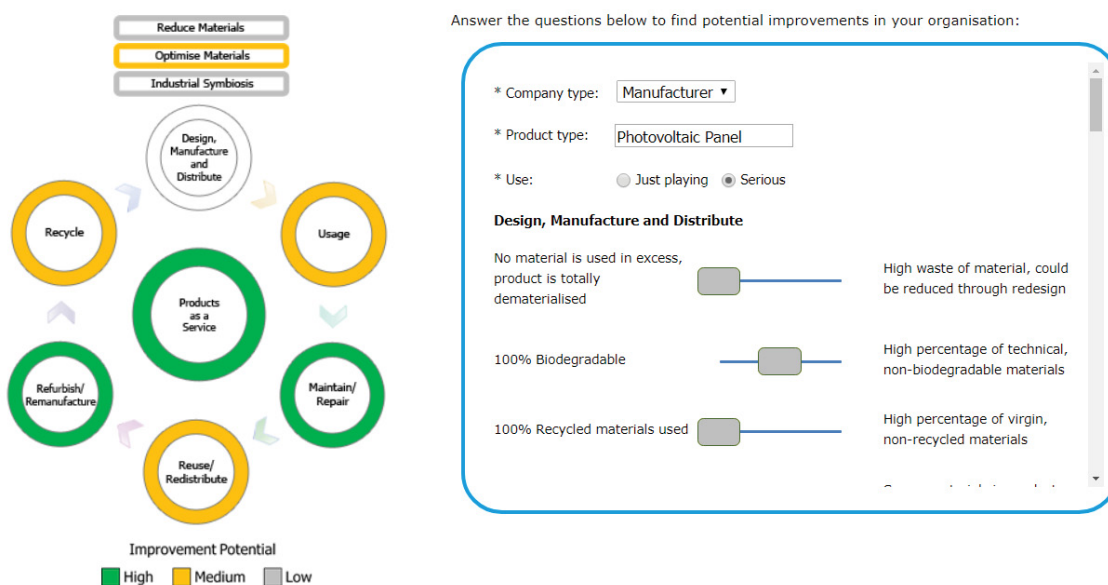 Reduce Materials
Optimise Materials
Industrial Symbiosis
Design,
Manufacture
and
Distribute
Recycle
Usage
Products
as a
Service
Refurbish/
Remanufacture
Maintain/
Repair
Reuse/
Redistribute
Improvement Potential
High
Medium
Low
Answer the questions below to find potential improvements in your organisation:
* Company type: Manufacturer
* Product type: Photovoltaic Panel
* Use: Just playing Serious
Design, Manufacture and Distribute
No material is used in excess,
product is totally
dematerialised
High waste of material, could
be reduced through redesign
100% Biodegradable
High percentage of technical,
non-biodegradable materials
100% Recycled materials used
High percentage of virgin,
non-recycled materials